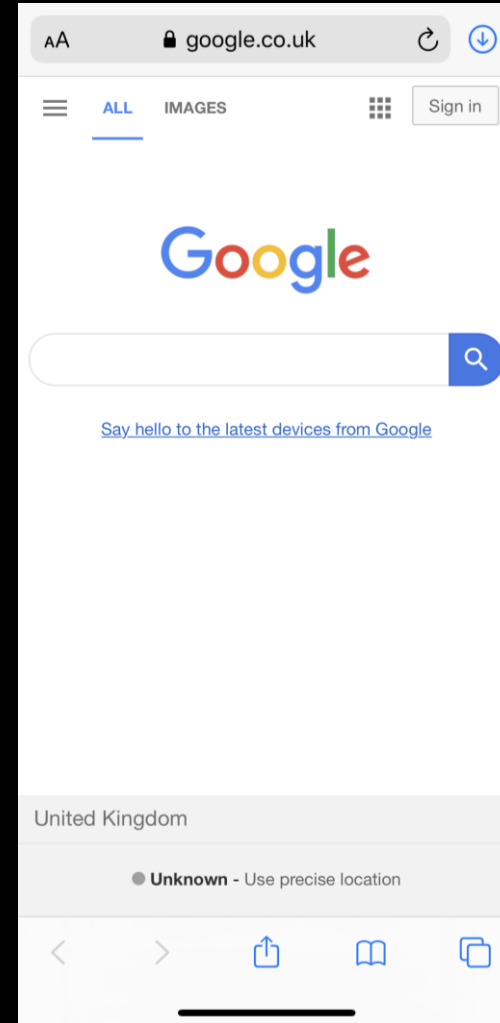 AA google.co.uk
ALL IMAGES Sign in
Google
Say hello to the latest devices from Google
United Kingdom
Unknown - Use precise location